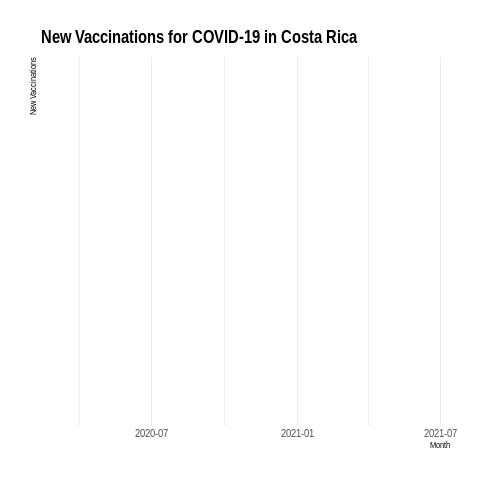 New Vaccinations for COVID-19 in Costa Rica
New Vaccinations
2020-07
2021-01
2021-07
Month